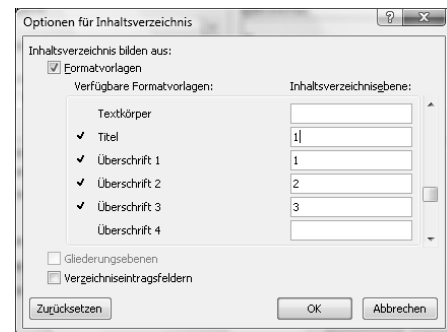 Optionen für Inhaltsverzeichnis
Inhaltsverzeichnis bilden aus:
Formatvorlagen
Verfügbare Formatvorlagen: Inhaltsverzeichnisebene:
Textkörper
Titel 1
Überschrift 1 1
Überschrift 2 2
Überschrift 3 3
Überschrift 4
Gliederungsebenen
Verzeichniseintragsfeldern
Zurücksetzen OK Abbrechen